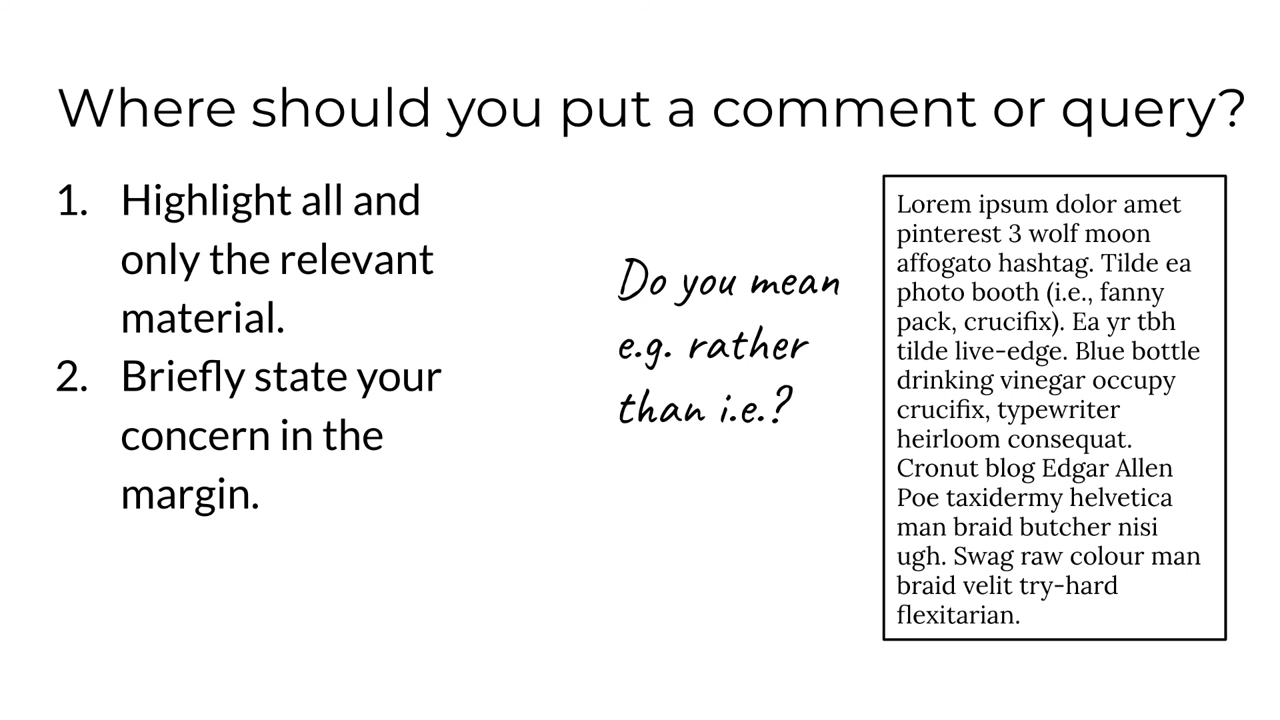 Where should you put a comment or query?
1. Highlight all and
only the relevant
material.
2. Briefly state your
concern in the
margin.
Do you mean
e.g. rather
than i.e.?
Lorem ipsum dolor amet
pinterest 3 wolf moon
affogato hashtag. Tilde ea
photo booth (i.e., fanny
pack, crucifix). Ea yr tbh
tilde live-edge. Blue bottle
drinking vinegar occupy
crucifix, typewriter
heirloom consequat.
Cronut blog Edgar Allen
Poe taxidermy helvetica
man braid butcher nisi
ugh. Swag raw colour man
braid velit try-hard
flexitarian.